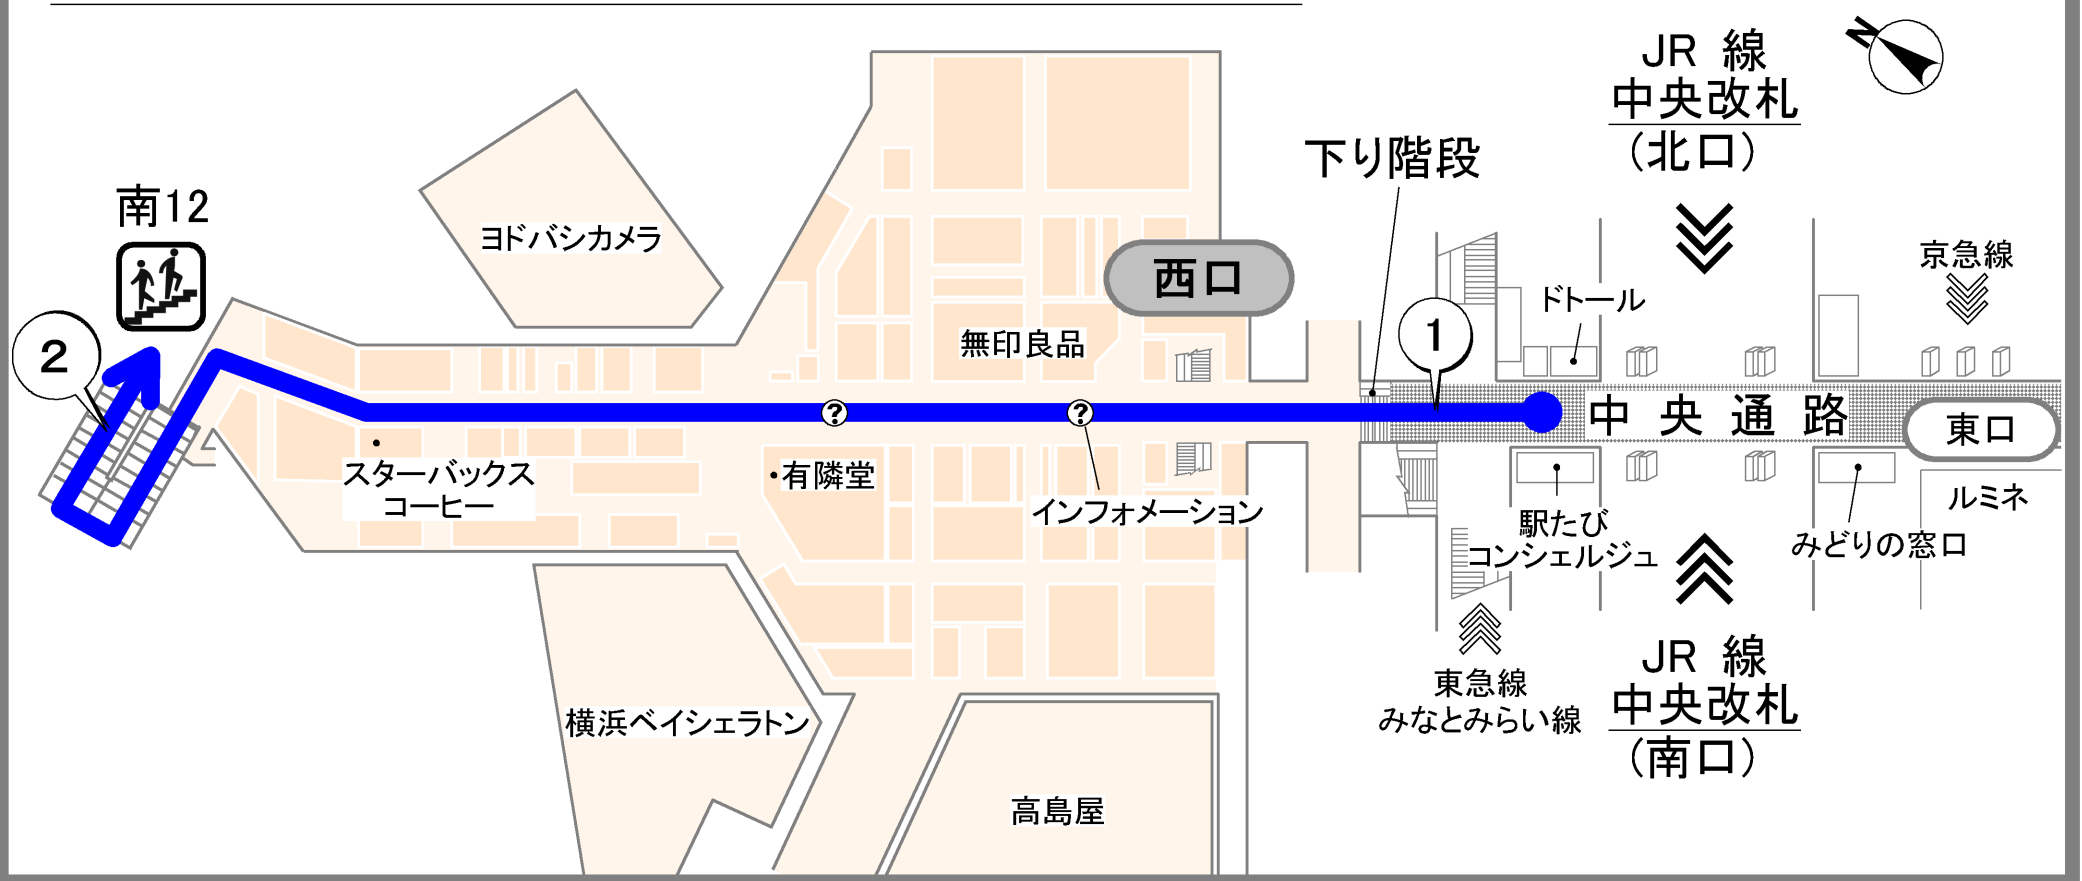 N
JR 線
中央改札
(北口)
下り階段
南12
ヨドバシカメラ
西口
京急線
ドトール
無印良品
1
2
?
?
中央通路
東口
スターバックス
コーヒー
有隣堂
インフォメーション
駅たび
コンシェルジュ
みどりの窓口
ルミネ
東急線
みなとみらい線
JR 線
中央改札
(南口)
横浜ベイシェラトン
高島屋